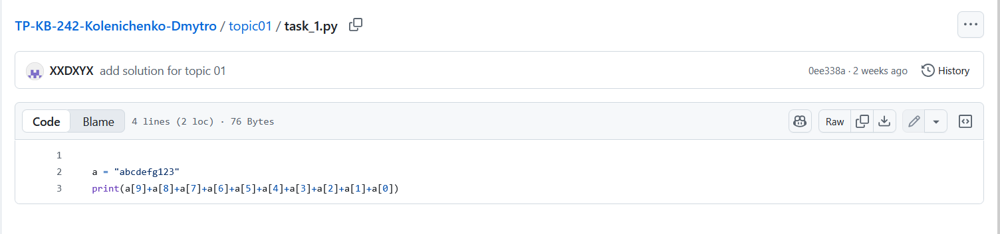 TP-KB-242-Kolenichenko-Dmytro / topic01 / task_1.py
XXDXYX add solution for topic 01 0ee338a · 2 weeks ago History
Code Blame 4 lines (2 loc) · 76 Bytes Raw
1
2 a = "abcdefg123"
3 print(a[9]+a[8]+a[7]+a[6]+a[5]+a[4]+a[3]+a[2]+a[1]+a[0])